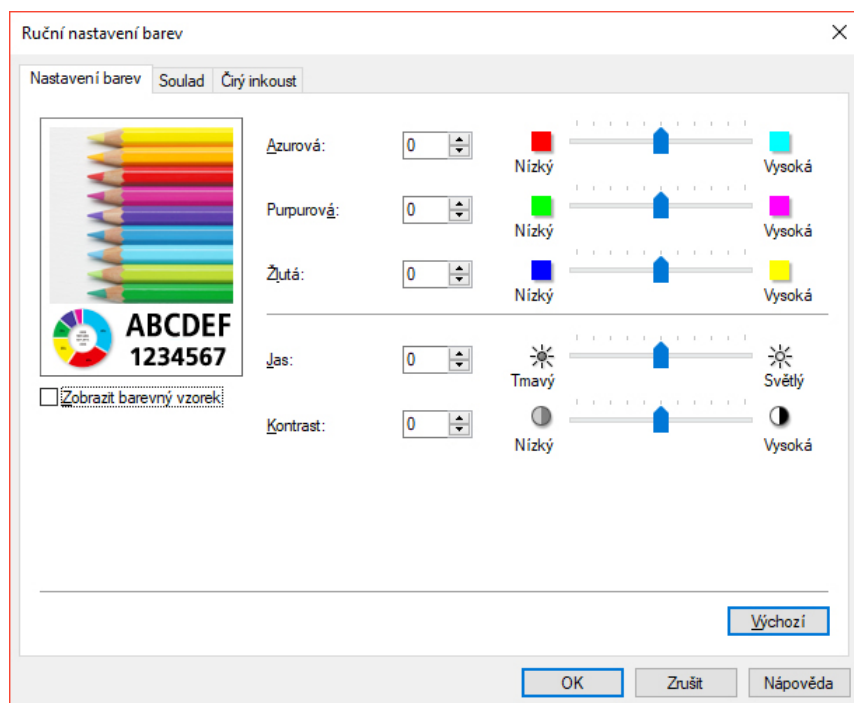 Ruční nastavení barev
Nastavení barev Soulad Čirý inkoust
Azurová: 0
Nízký Vysoká
Purpurová: 0
Nízký Vysoká
Žlutá: 0
Nízký Vysoká
ABCDEF
1234567
Jas: 0
Tmavý Světlý
Zobrazit barevný vzorek
Kontrast: 0
Nízký Vysoká
Výchozí
OK Zrušit Nápověda